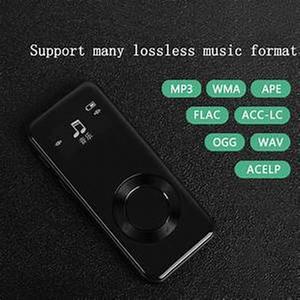 Support many lossless music format
MP3 WMA APE
FLAC ACC-LC
OGG WAV
ACELP
音乐